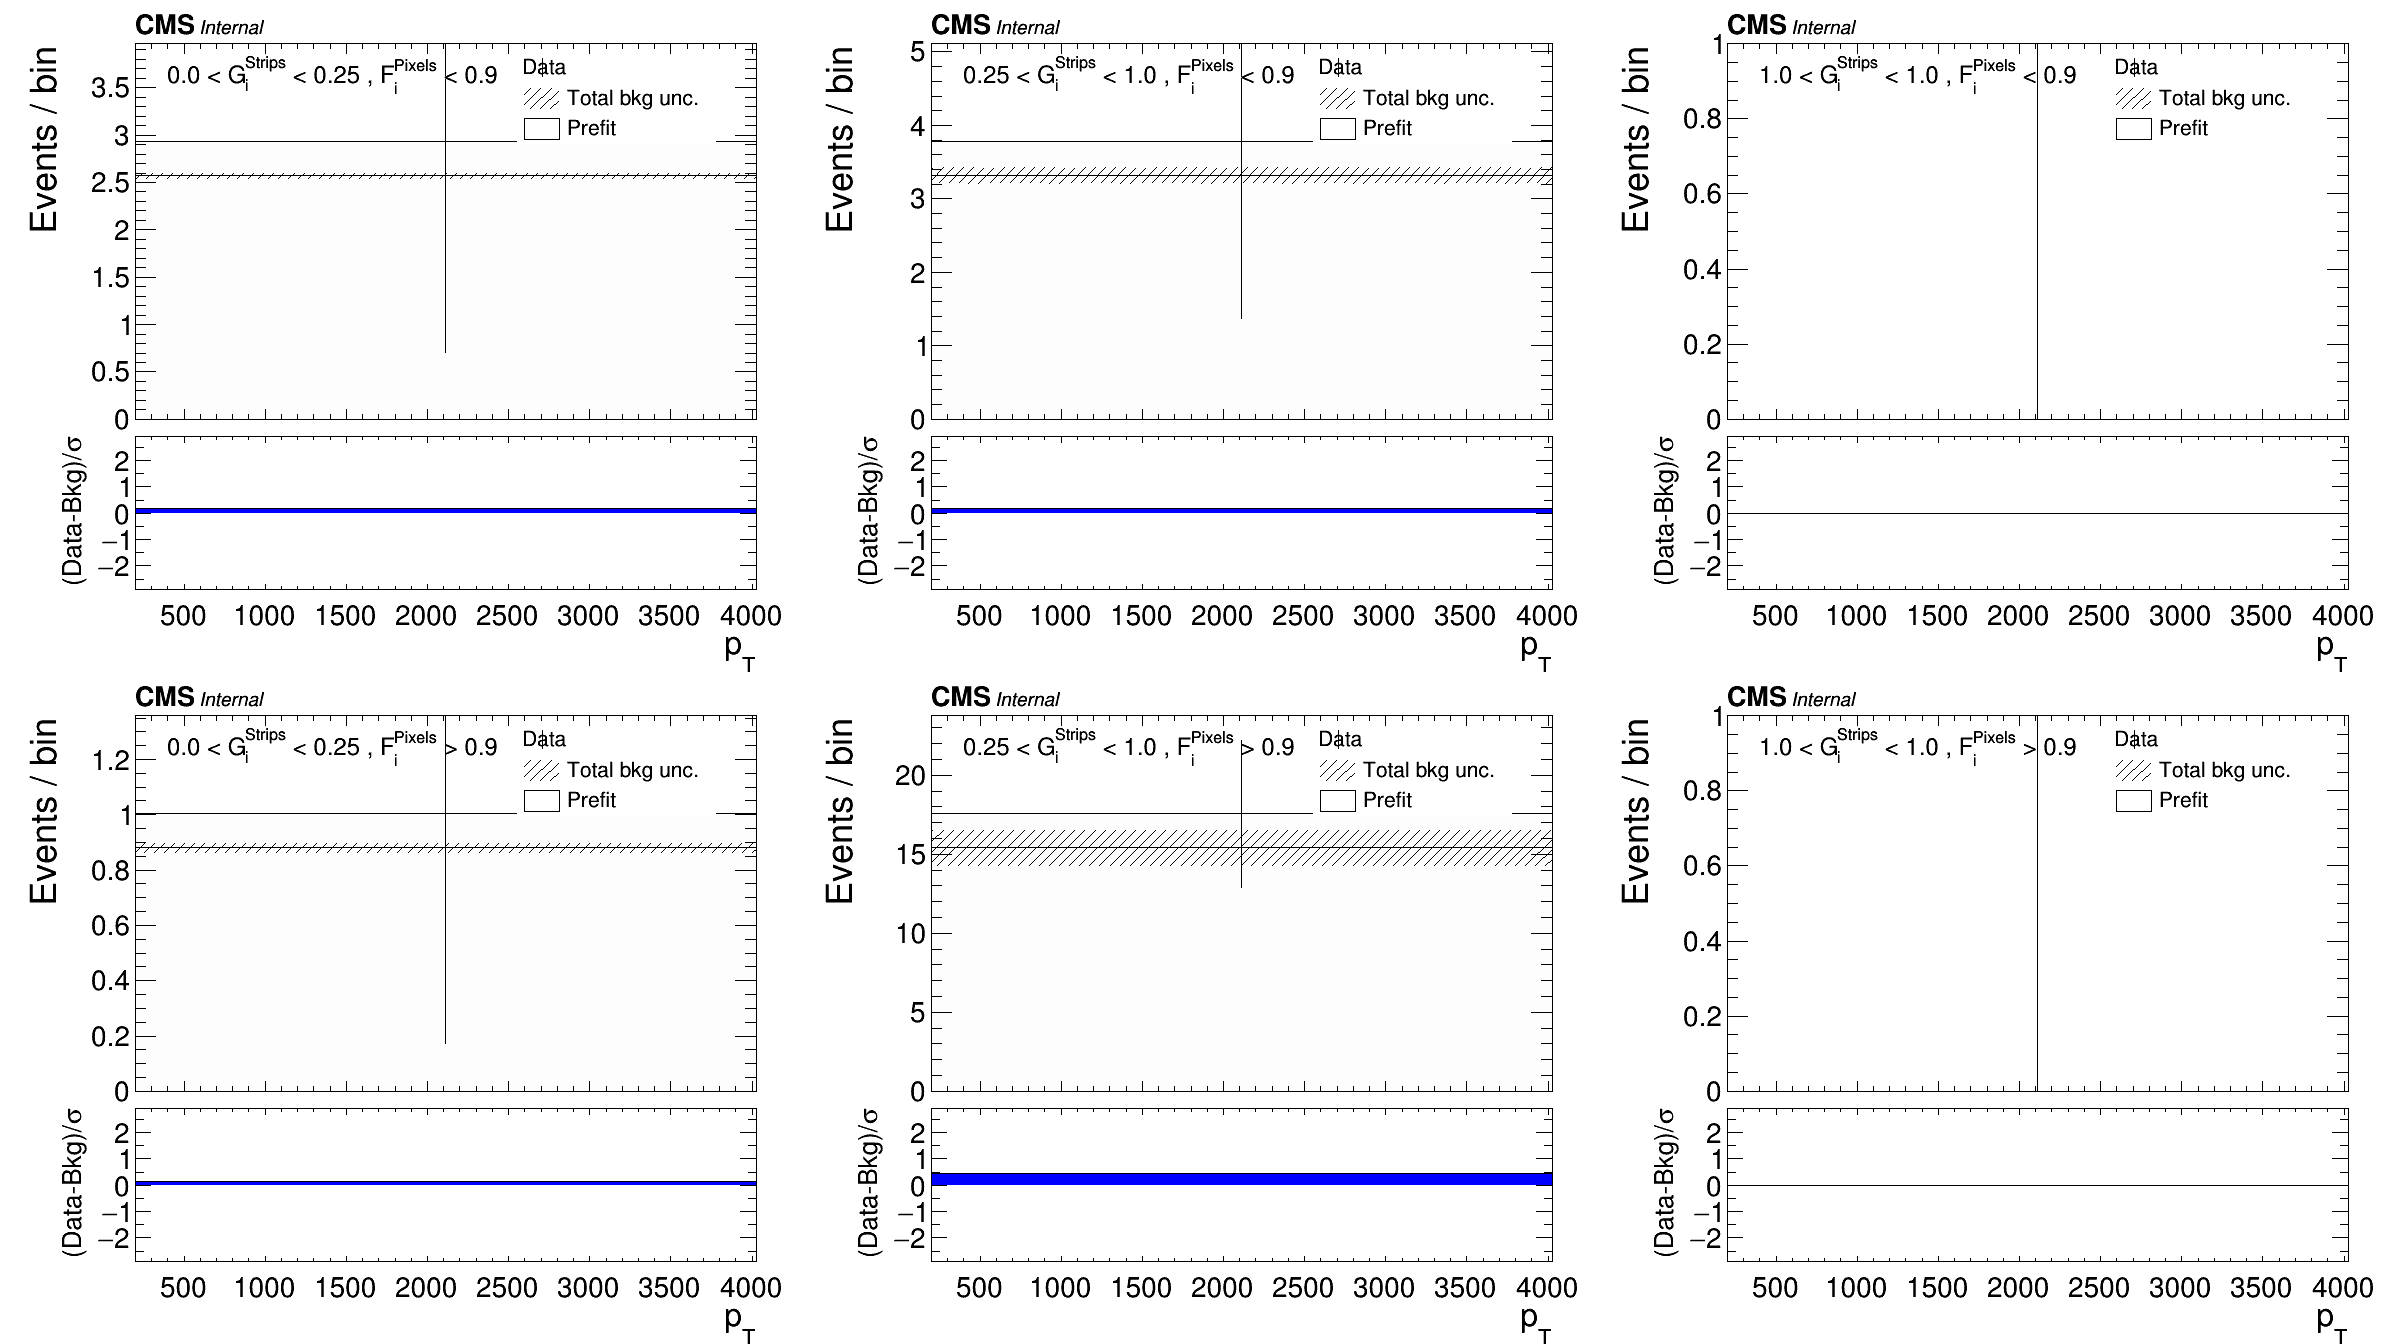 CMS Internal
Events / bin
0.0 < G_i^Strips < 0.25 , F_i^Pixels < 0.9
Data
Total bkg unc.
Prefit
3.5
3
2.5
2
1.5
1
0.5
0
(Data-Bkg)/σ
2
1
0
−1
−2
500 1000 1500 2000 2500 3000 3500 4000
p_T
CMS Internal
Events / bin
0.25 < G_i^Strips < 1.0 , F_i^Pixels < 0.9
Data
Total bkg unc.
Prefit
5
4
3
2
1
0
(Data-Bkg)/σ
2
1
0
−1
−2
500 1000 1500 2000 2500 3000 3500 4000
p_T
CMS Internal
Events / bin
1.0 < G_i^Strips < 1.0 , F_i^Pixels < 0.9
Data
Total bkg unc.
Prefit
1
0.8
0.6
0.4
0.2
0
(Data-Bkg)/σ
2
1
0
−1
−2
500 1000 1500 2000 2500 3000 3500 4000
p_T
CMS Internal
Events / bin
0.0 < G_i^Strips < 0.25 , F_i^Pixels > 0.9
Data
Total bkg unc.
Prefit
1.2
1
0.8
0.6
0.4
0.2
0
(Data-Bkg)/σ
2
1
0
−1
−2
500 1000 1500 2000 2500 3000 3500 4000
p_T
CMS Internal
Events / bin
0.25 < G_i^Strips < 1.0 , F_i^Pixels > 0.9
Data
Total bkg unc.
Prefit
20
15
10
5
0
(Data-Bkg)/σ
2
1
0
−1
−2
500 1000 1500 2000 2500 3000 3500 4000
p_T
CMS Internal
Events / bin
1.0 < G_i^Strips < 1.0 , F_i^Pixels > 0.9
Data
Total bkg unc.
Prefit
1
0.8
0.6
0.4
0.2
0
(Data-Bkg)/σ
2
1
0
−1
−2
500 1000 1500 2000 2500 3000 3500 4000
p_T